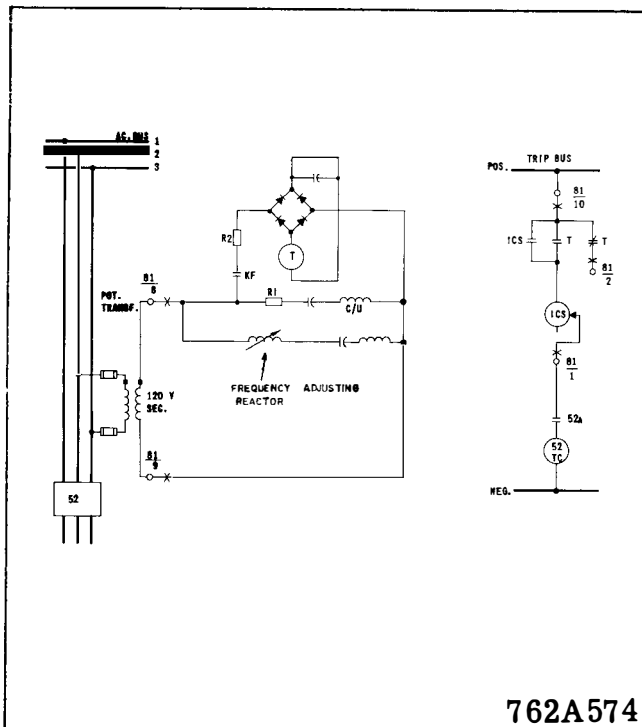 AC. BUS
1
2
3
POS. TRIP BUS
81
10
ICS
T
T
81
2
ICS
81
1
52A
52
TC
NEG.
R2
T
KF
81
8
POT.
TRANSF.
R1
C/U
FREQUENCY ADJUSTING
REACTOR
120 V
SEC.
81
9
52
762A574